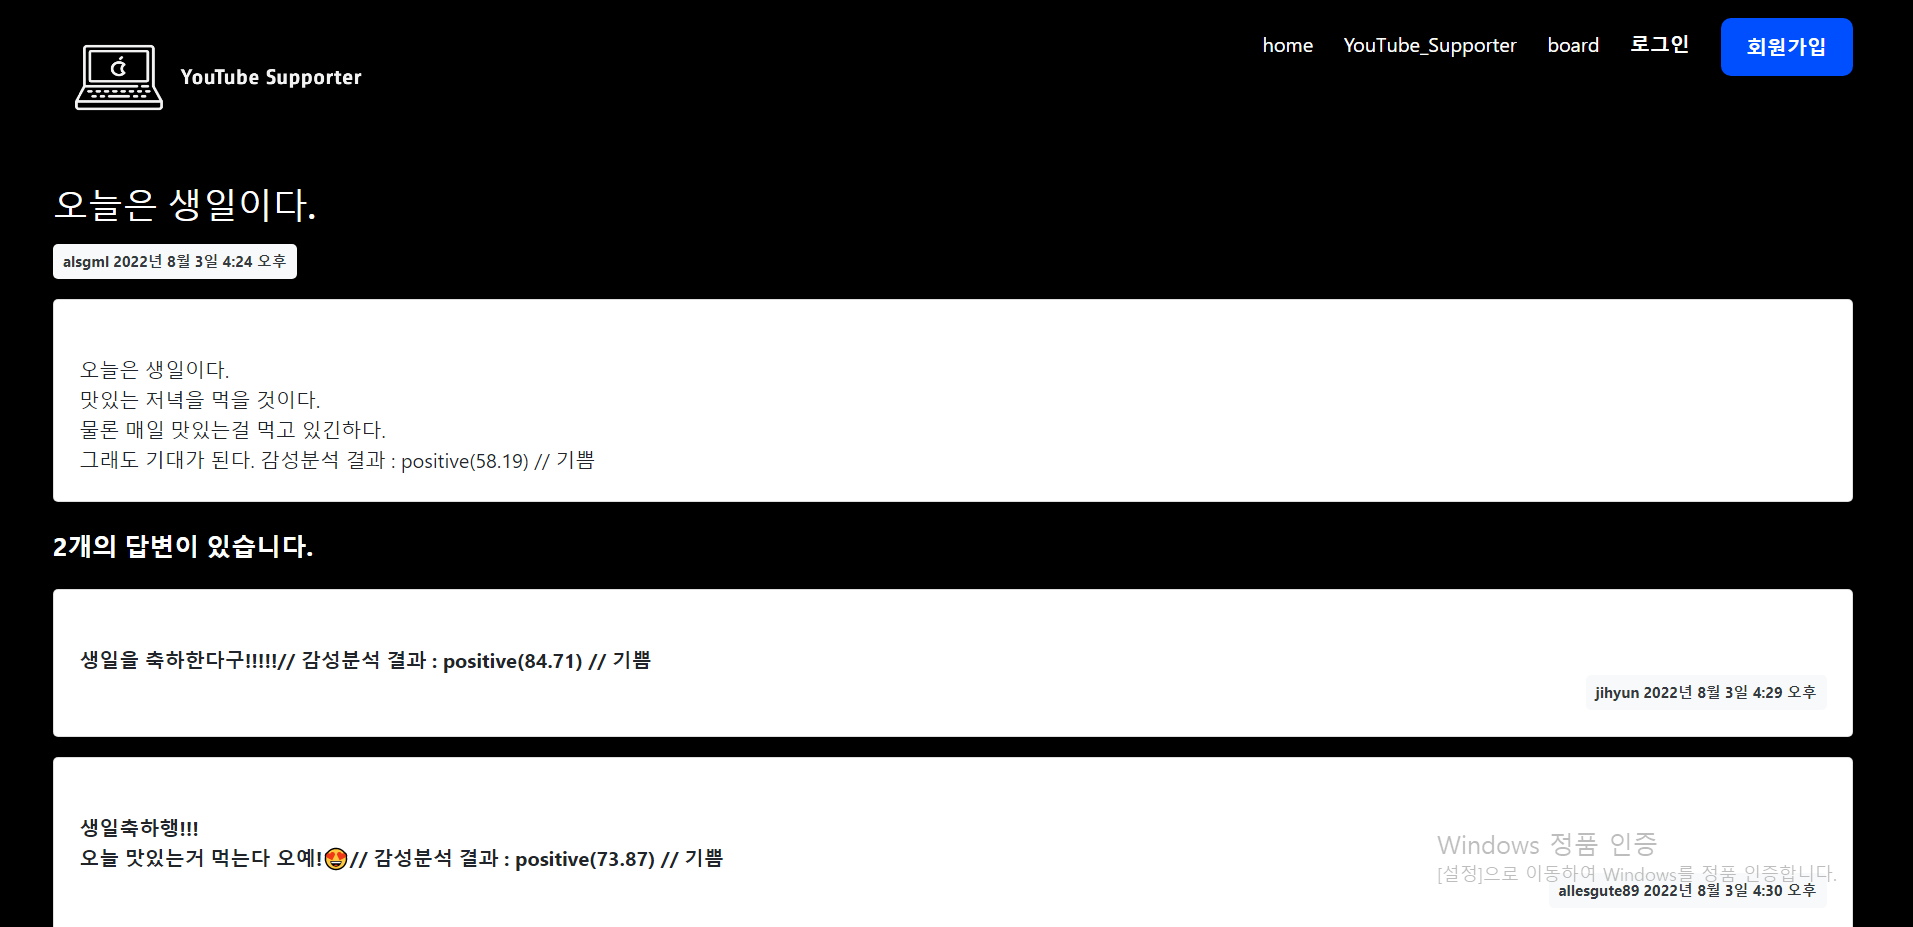 YouTube Supporter
home
YouTube_Supporter
board
로그인
회원가입
오늘은 생일이다.
alsgml 2022년 8월 3일 4:24 오후
오늘은 생일이다.
맛있는 저녁을 먹을 것이다.
물론 매일 맛있는걸 먹고 있긴하다.
그래도 기대가 된다. 감성분석 결과 : positive(58.19) // 기쁨
2개의 답변이 있습니다.
생일을 축하한다구!!!!!// 감성분석 결과 : positive(84.71) // 기쁨
jihyun 2022년 8월 3일 4:29 오후
생일축하행!!!
오늘 맛있는거 먹는다 오예!😍// 감성분석 결과 : positive(73.87) // 기쁨
Windows 정품 인증
[설정]으로 이동하여 Windows를 정품 인증합니다.
allesgute89 2022년 8월 3일 4:30 오후